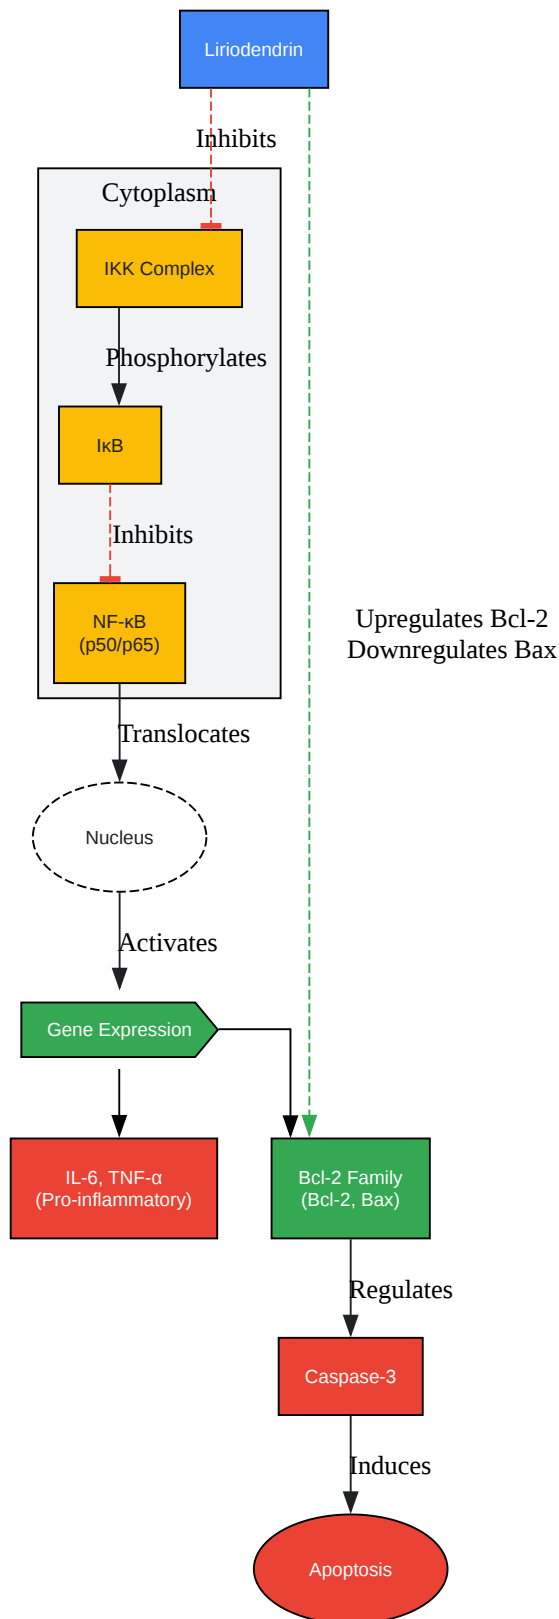 Liriodendrin
Inhibits
Cytoplasm
IKK Complex
Phosphorylates
IκB
Inhibits
NF-κB
(p50/p65)
Upregulates Bcl-2
Downregulates Bax
Translocates
Nucleus
Activates
Gene Expression
IL-6, TNF-α
(Pro-inflammatory)
Bcl-2 Family
(Bcl-2, Bax)
Regulates
Caspase-3
Induces
Apoptosis